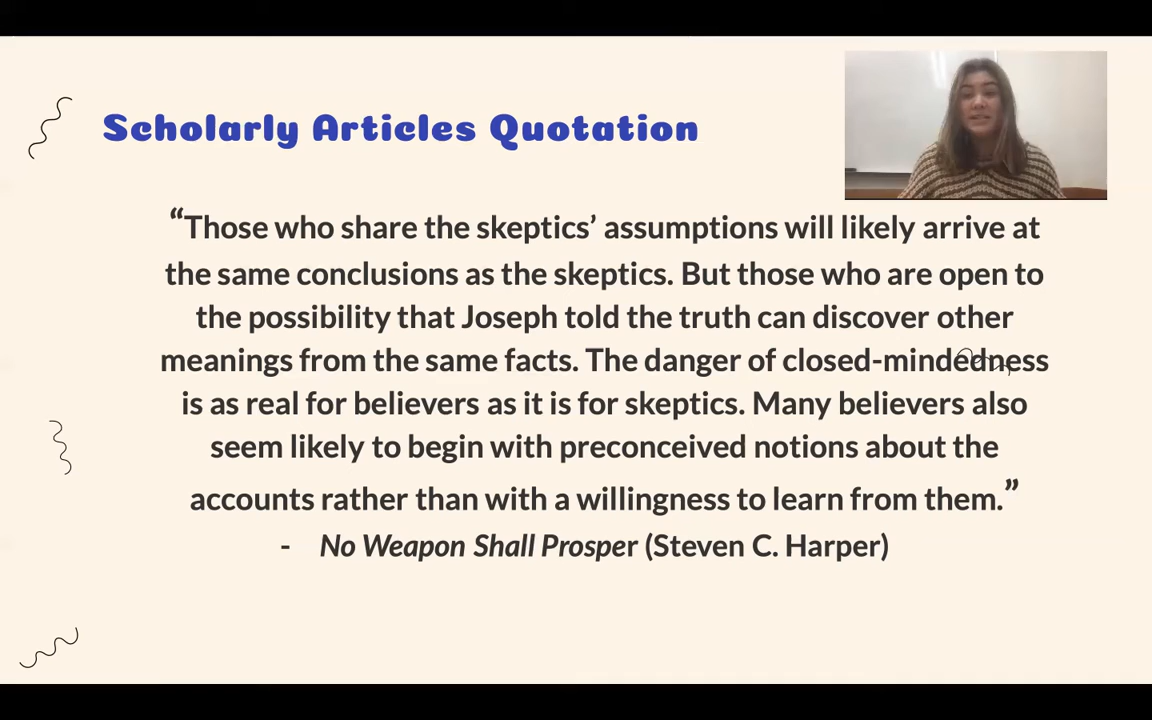 Scholarly Articles Quotation
“Those who share the skeptics’ assumptions will likely arrive at
the same conclusions as the skeptics. But those who are open to
the possibility that Joseph told the truth can discover other
meanings from the same facts. The danger of closed-mindedness
is as real for believers as it is for skeptics. Many believers also
seem likely to begin with preconceived notions about the
accounts rather than with a willingness to learn from them.”
- No Weapon Shall Prosper (Steven C. Harper)